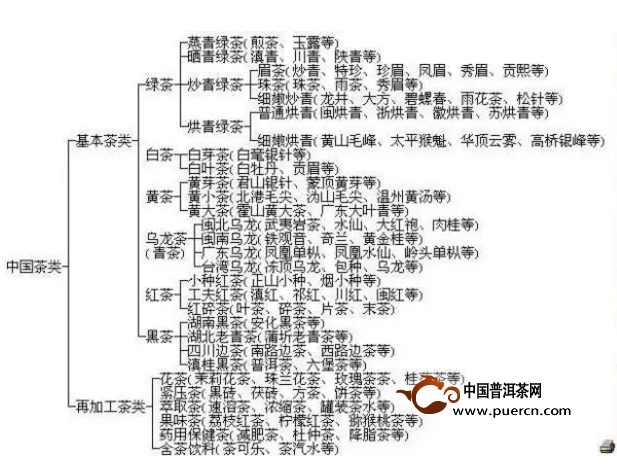 蒸青绿茶(煎茶、玉露等)
晒青绿茶(滇青、川青、陕青等)
眉茶(炒青、特珍、珍眉、凤眉、秀眉、贡熙等)
绿茶
炒青绿茶
珠茶(珠茶、雨茶、秀眉等)
细嫩炒青(龙井、大方、碧螺春、雨花茶、松针等)
普通烘青(闽烘青、浙烘青、徽烘青、苏烘青等)
烘青绿茶
细嫩烘青(黄山毛峰、太平猴魁、华顶云雾、高桥银峰等)
基本茶类
白茶
白芽茶(白毫银针等)
白叶茶(白牡丹、贡眉等)
黄芽茶(君山银针、蒙顶黄芽等)
黄茶
黄小茶(北港毛尖、沩山毛尖、温州黄汤等)
黄大茶(霍山黄大茶、广东大叶青等)
闽北乌龙(武夷岩茶、水仙、大红袍、肉桂等)
乌龙茶
闽南乌龙(铁观音、奇兰、黄金桂等)
(青茶)
广东乌龙(凤凰单枞、凤凰水仙、岭头单枞等)
台湾乌龙(冻顶乌龙、包种、乌龙等)
中国茶类
小种红茶(正山小种、烟小种等)
红茶
工夫红茶(滇红、祁红、川红、闽红等)
红碎茶(叶茶、碎茶、片茶、末茶)
湖南黑茶(安化黑茶等)
黑茶
湖北老青茶(蒲圻老青茶等)
四川边茶(南路边茶、西路边茶等)
滇桂黑茶(普洱茶、六堡茶等)
花茶(茉莉花茶、珠兰花茶、玫瑰茶茶、桂花茶等)
紧压茶(黑砖、茯砖、方茶、饼茶等)
再加工茶类
萃取茶(速溶茶、浓缩茶、罐装茶水等)
果味茶(荔枝红茶、柠檬红茶、猕猴桃茶等)
药用保健茶(减肥茶、杜仲茶、降脂茶等)
含茶饮料(茶可乐、茶汽水等)
中国普洱茶网
www.puercn.com